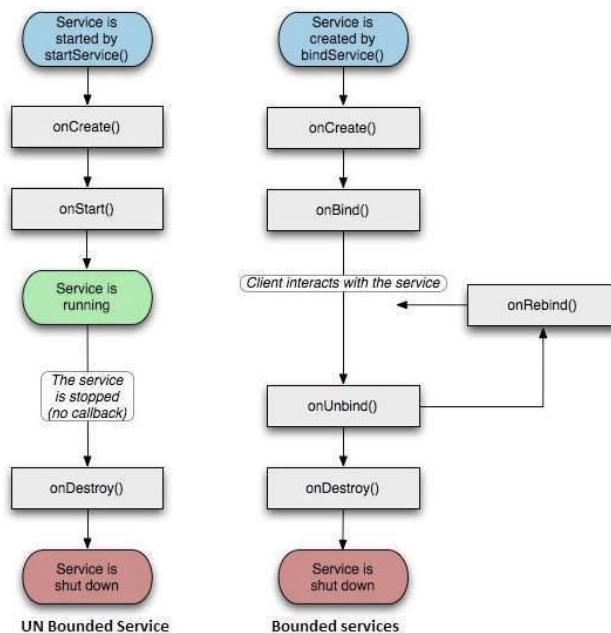 Service is
started by
startService()
onCreate()
onStart()
Service is
running
The service
is stopped
(no callback)
onDestroy()
Service is
shut down
UN Bounded Service
Service is
created by
bindService()
onCreate()
onBind()
Client interacts with the service
onRebind()
onUnbind()
onDestroy()
Service is
shut down
Bounded services